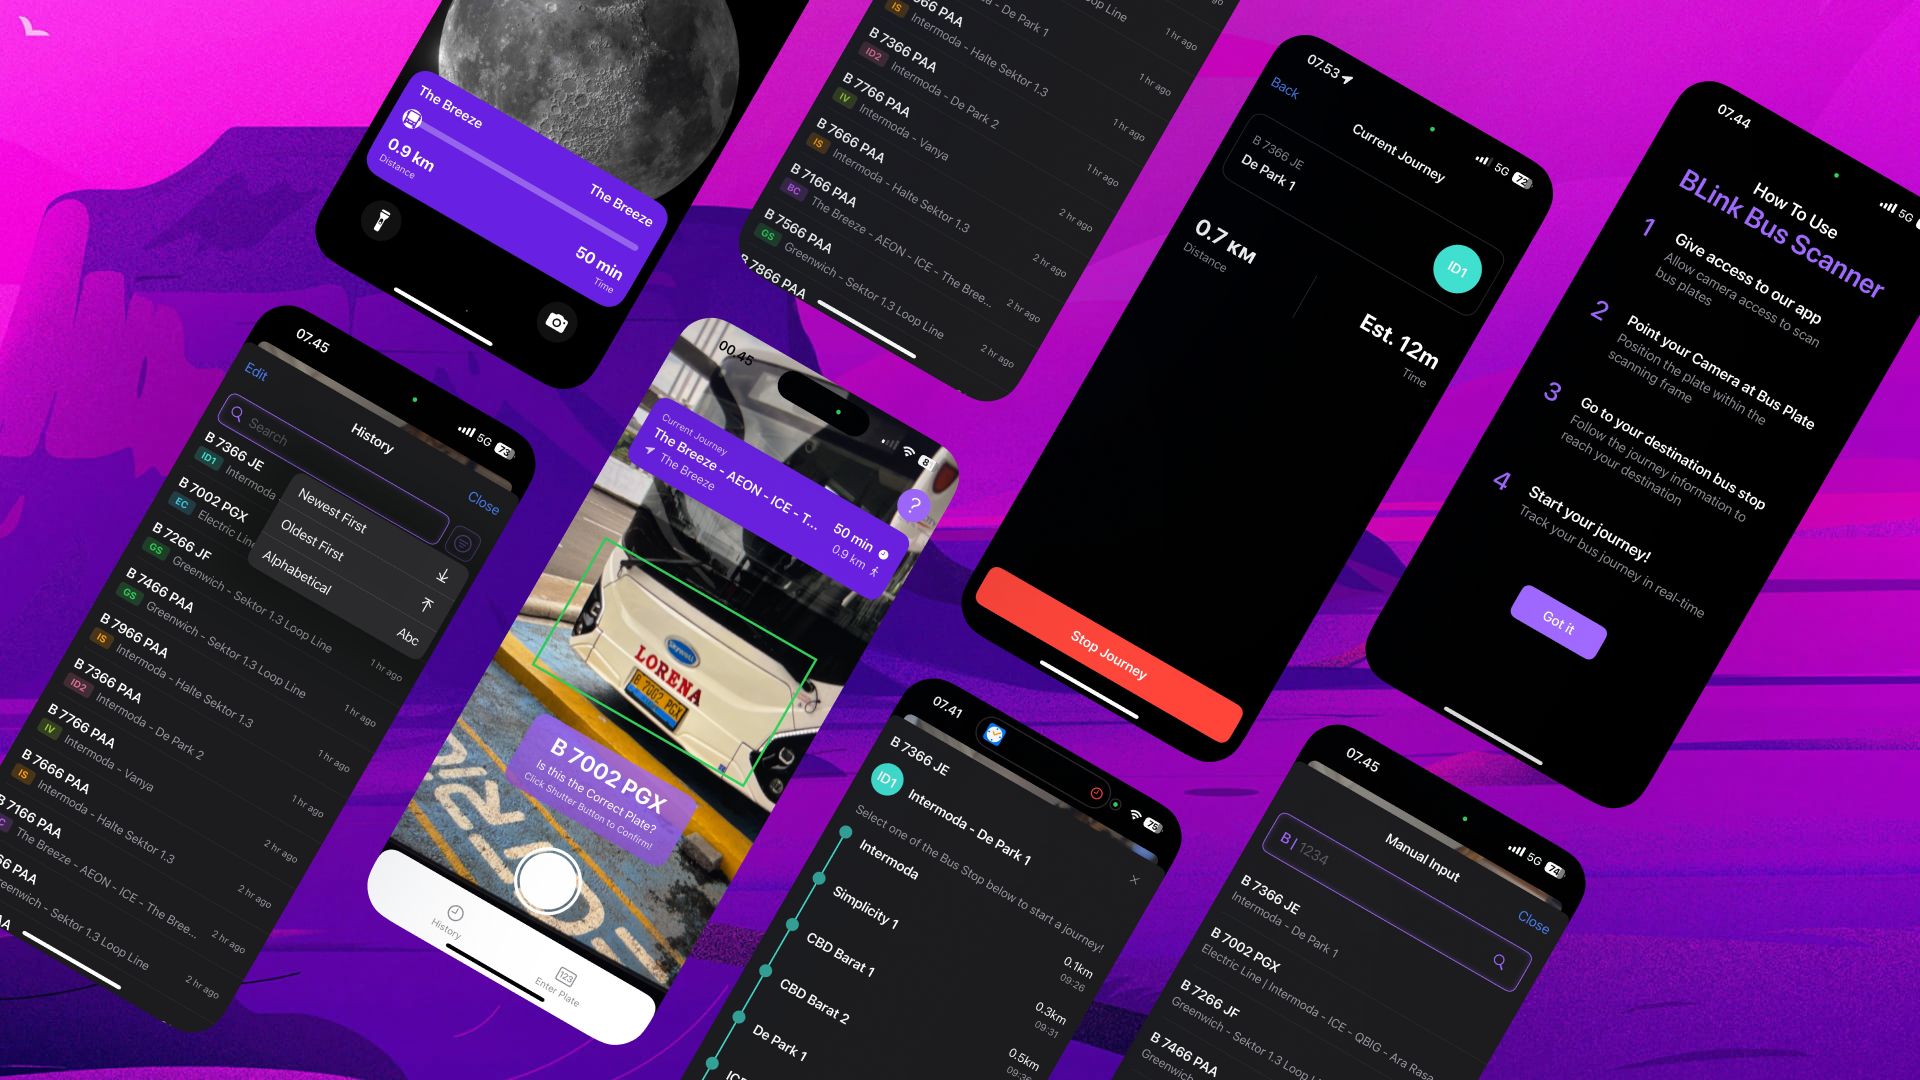 The Breeze
The Breeze
0.9 km
Distance
50 min
Time
De Park 1
Loop Line
1 hr ago
B 7366 PAA
ID2
Intermoda - De Park 2
1 hr ago
IS
Intermoda - Halte Sektor 1.3
1 hr ago
B 7766 PAA
IV
Intermoda - Vanya
1 hr ago
B 7666 PAA
IS
Intermoda - Halte Sektor 1.3
2 hr ago
B 7166 PAA
BC
The Breeze - AEON - ICE - The Bree...
2 hr ago
B 7566 PAA
GS
Greenwich - Sektor 1.3 Loop Line
2 hr ago
B 7866 PAA
2 hr ago
07.53
5G
72
Back
Current Journey
B 7366 JE
De Park 1
ID1
0.7 KM
Distance
Est. 12m
Time
Stop Journey
07.44
5G
How To Use
BLink Bus Scanner
1
Give access to our app
Allow camera access to scan
bus plates
2
Point your Camera at Bus Plate
Position the plate within the
scanning frame
3
Go to your destination bus stop
Follow the journey information to
reach your destination
4
Start your journey!
Track your bus journey in real-time
Got it
07.45
5G
73
Edit
History
Close
Search
Newest First
Oldest First
Alphabetical
Abc
B 7366 JE
ID1
Intermoda
B 7002 PGX
EC
Electric Line
B 7266 JF
GS
Greenwich - Sektor 1.3 Loop Line
1 hr ago
B 7466 PAA
GS
Greenwich - Sektor 1.3 Loop Line
1 hr ago
B 7966 PAA
IS
Intermoda - Halte Sektor 1.3
1 hr ago
B 7366 PAA
ID2
Intermoda - De Park 2
1 hr ago
B 7766 PAA
IV
Intermoda - Vanya
2 hr ago
B 7666 PAA
IS
Intermoda - Halte Sektor 1.3
2 hr ago
7166 PAA
The Breeze - AEON - ICE - The Bree...
2 hr ago
66 PAA
reenwich - Sektor 1.3 Loop Line
2 hr ago
00.45
8
Current Journey
The Breeze - AEON - ICE - T...
The Breeze
50 min
0.9 km
?
Skywell
LORENA
B 7002 PGX
B 7002 PGX
Is this the Correct Plate?
Click Shutter Button to Confirm!
History
123
Enter Plate
07.41
75
B 7366 JE
ID1
Intermoda - De Park 1
Select one of the Bus Stop below to start a journey!
Intermoda
Simplicity 1
0.1km
09:26
CBD Barat 1
0.3km
09:31
CBD Barat 2
0.5km
09:36
De Park 1
07.45
5G
74
Manual Input
Close
B | 1234
B 7366 JE
Intermoda - De Park 1
B 7002 PGX
Electric Line | Intermoda - ICE - QBIG - Ara Rasa
B 7266 JF
Greenwich - Sektor 1.3 Loop
B 7466 PAA
Greenwich